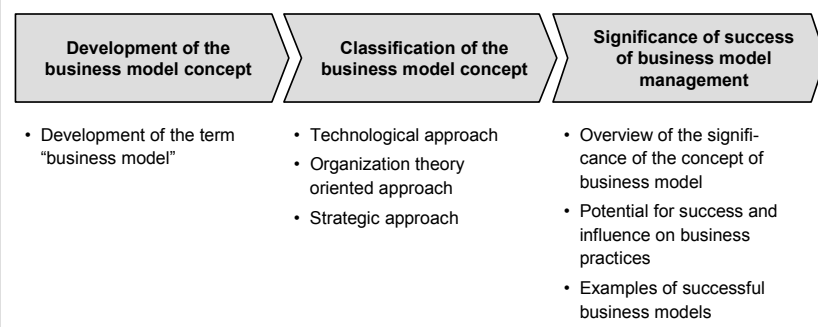 Development of the
business model concept
Classification of the
business model concept
Significance of success
of business model
management
• Development of the term
“business model”
• Technological approach
• Organization theory
oriented approach
• Strategic approach
• Overview of the signifi-
cance of the concept of
business model
• Potential for success and
influence on business
practices
• Examples of successful
business models